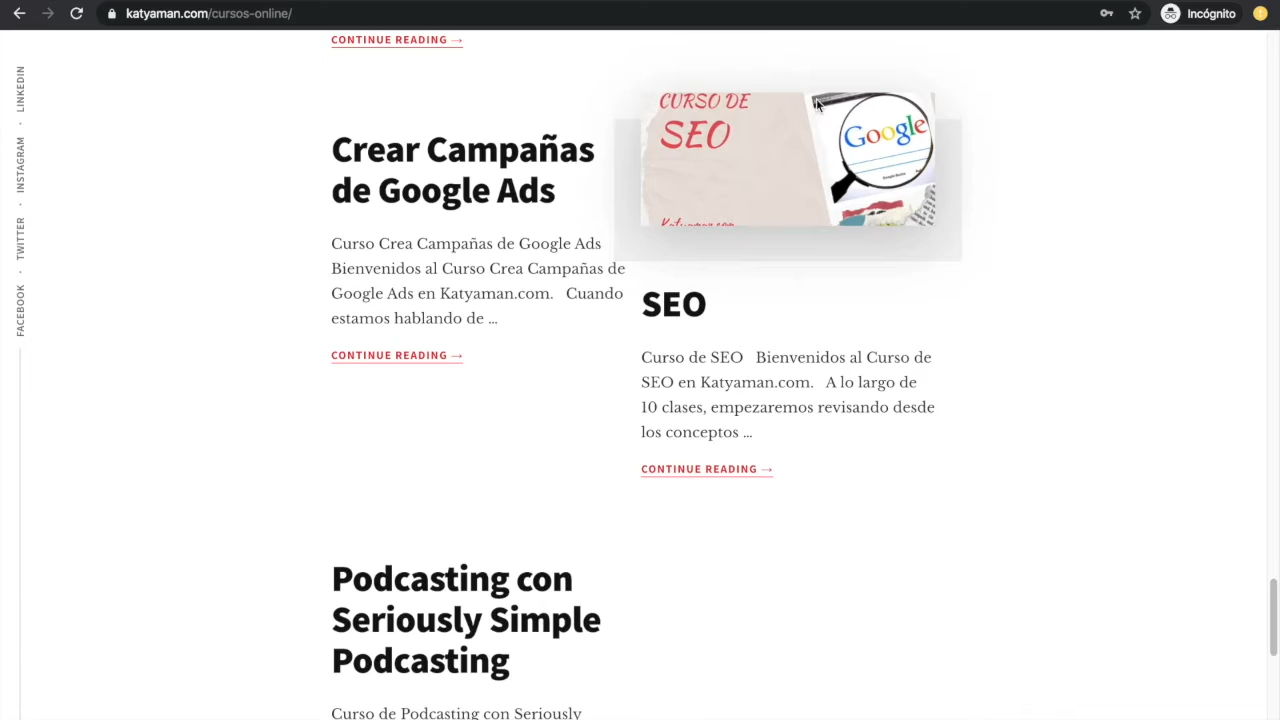 katyaman.com/cursos-online/
Incógnito
LINKEDIN
INSTAGRAM
TWITTER
FACEBOOK
CONTINUE READING →
Crear Campañas
de Google Ads
Curso Crea Campañas de Google Ads
Bienvenidos al Curso Crea Campañas de
Google Ads en Katyaman.com. Cuando
estamos hablando de ...
CONTINUE READING →
CURSO DE
SEO
Google
Katyaman.com
SEO
Curso de SEO Bienvenidos al Curso de
SEO en Katyaman.com. A lo largo de
10 clases, empezaremos revisando desde
los conceptos ...
CONTINUE READING →
Podcasting con
Seriously Simple
Podcasting
Curso de Podcasting con Seriously